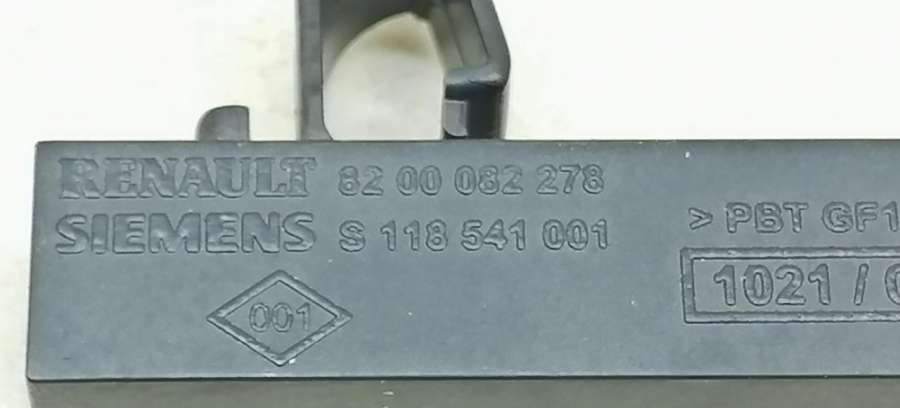 RENAULT 82 00 082 278
SIEMENS S 118 541 001
> PBT GF1
1021 /
001